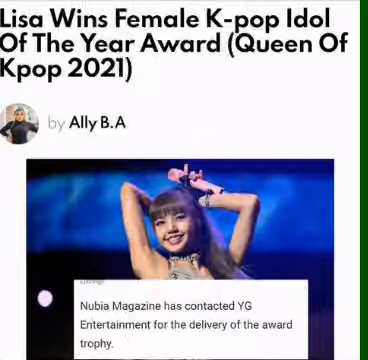 Lisa Wins Female K-pop Idol
Of The Year Award (Queen Of
Kpop 2021)
by Ally B.A
Nubia Magazine has contacted YG
Entertainment for the delivery of the award
trophy.